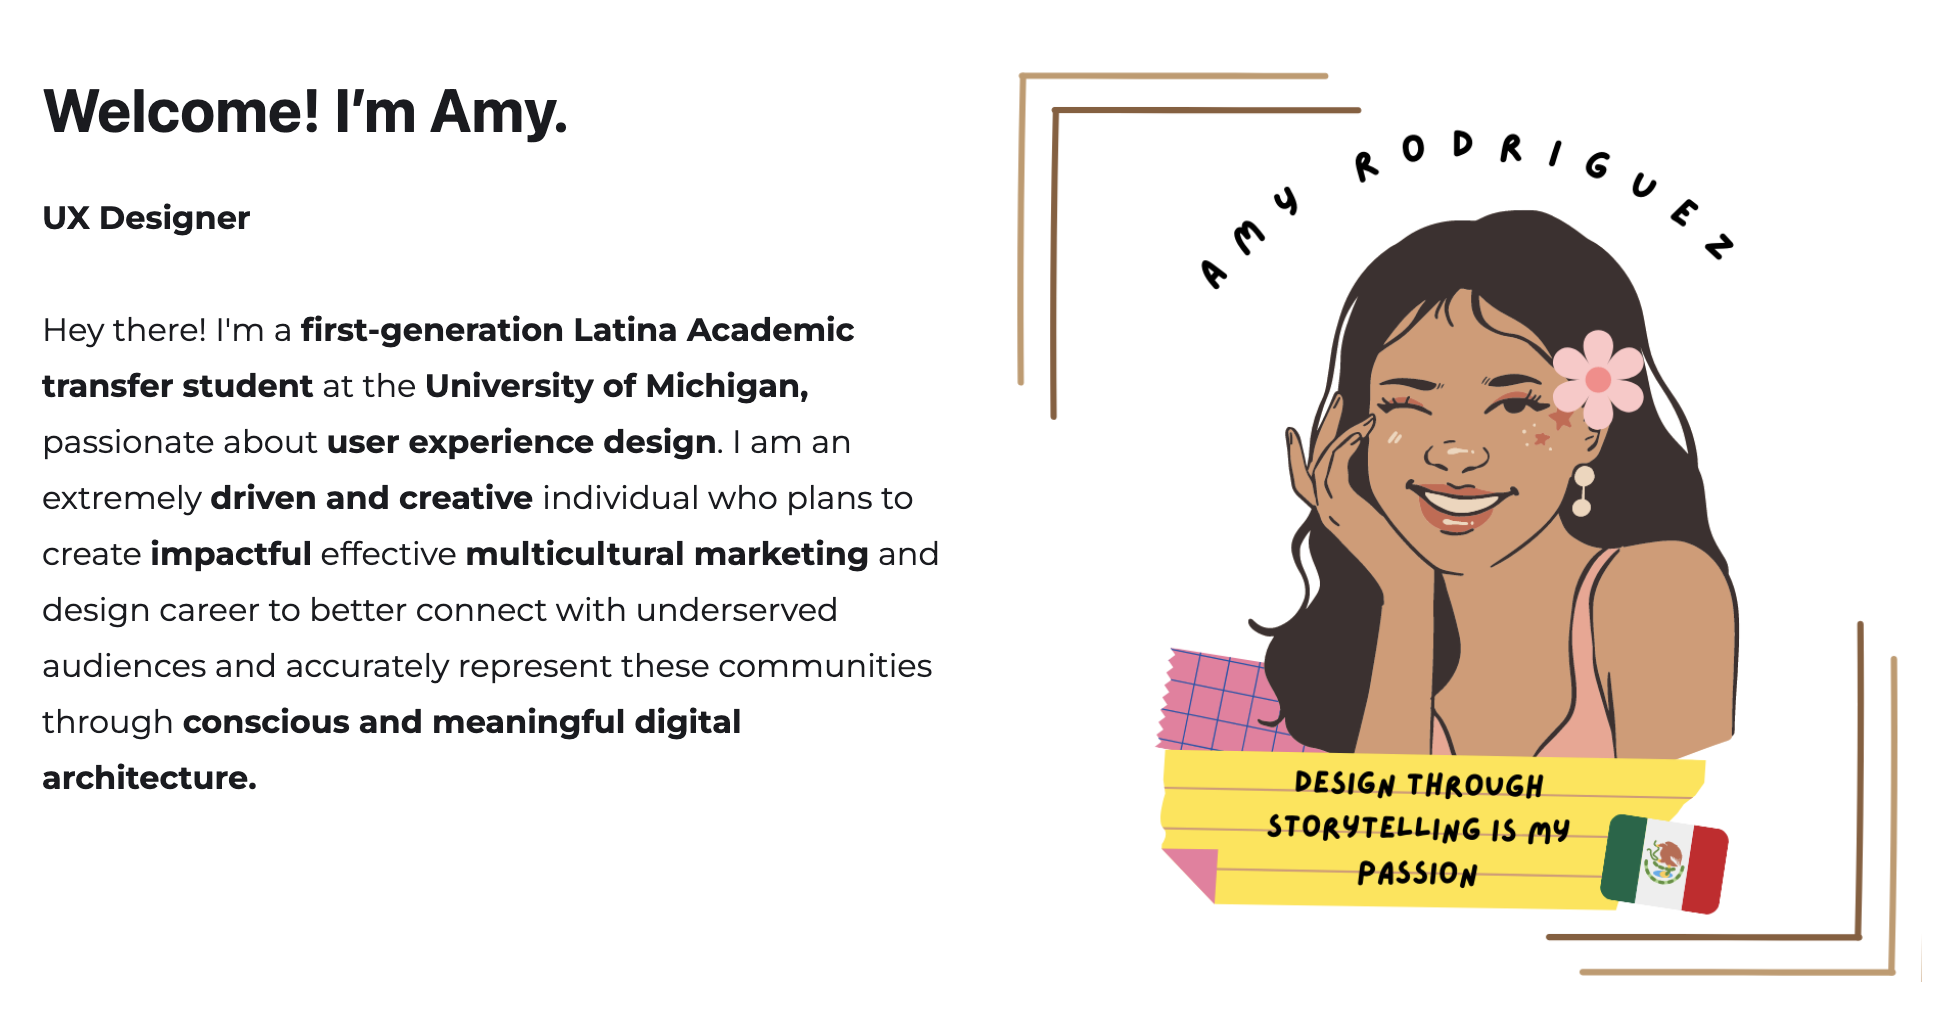 Welcome! I’m Amy.
UX Designer
Hey there! I'm a first-generation Latina Academic
transfer student at the University of Michigan,
passionate about user experience design. I am an
extremely driven and creative individual who plans to
create impactful effective multicultural marketing and
design career to better connect with underserved
audiences and accurately represent these communities
through conscious and meaningful digital
architecture.
AMY RODRIGUEZ
DESIGN THROUGH
STORYTELLING IS MY
PASSION